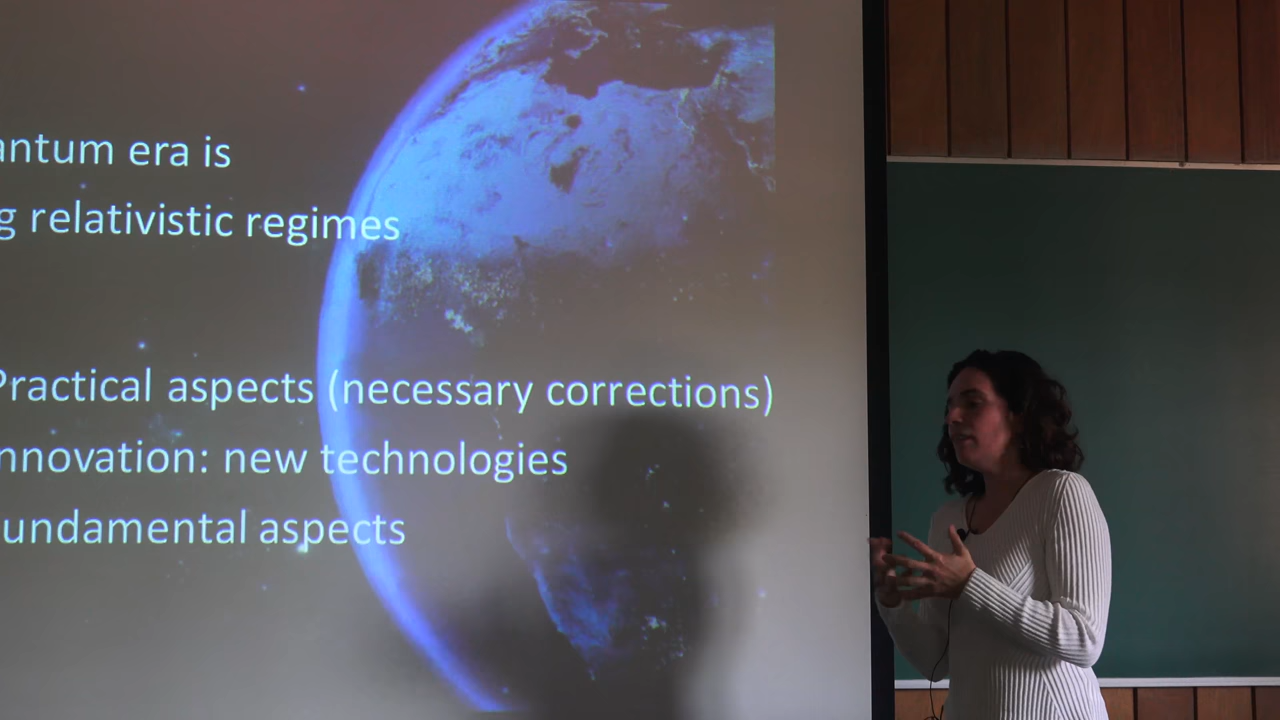 antum era is
g relativistic regimes
Practical aspects (necessary corrections)
nnovation: new technologies
undamental aspects